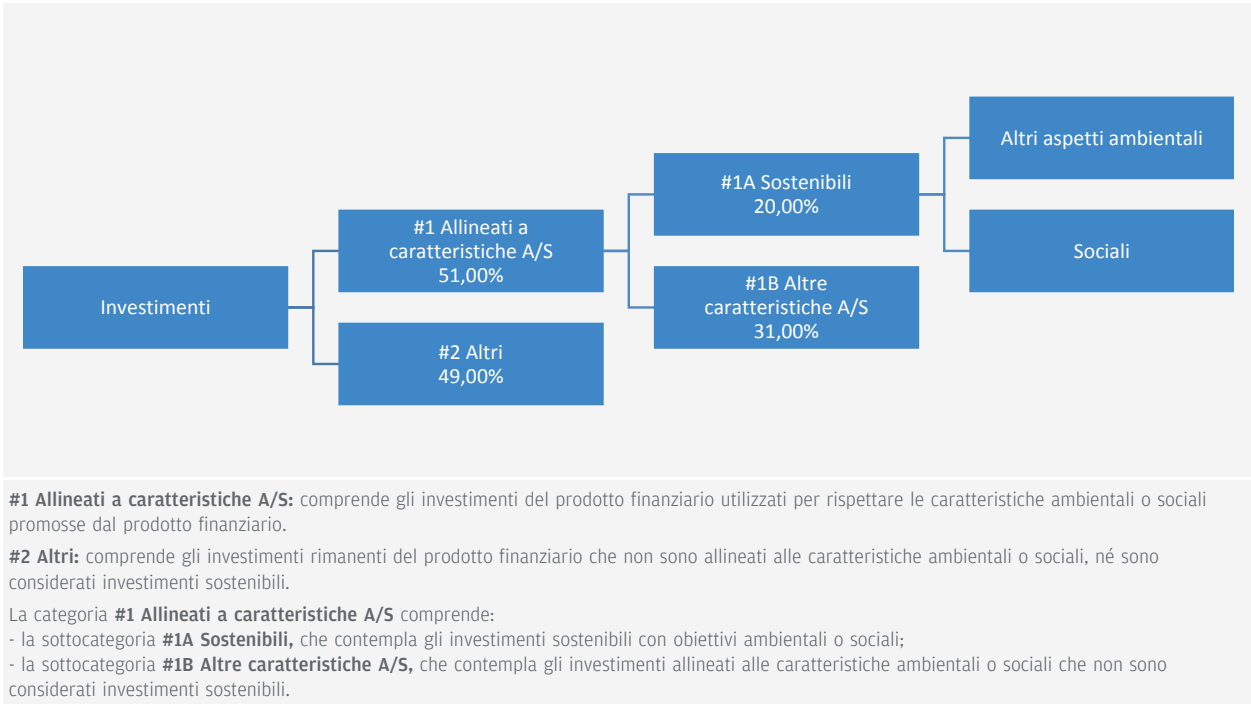 Investimenti
#1 Allineati a
caratteristiche A/S
51,00%
#2 Altri
49,00%
#1A Sostenibili
20,00%
#1B Altre
caratteristiche A/S
31,00%
Altri aspetti ambientali
Sociali
#1 Allineati a caratteristiche A/S: comprende gli investimenti del prodotto finanziario utilizzati per rispettare le caratteristiche ambientali o sociali
promosse dal prodotto finanziario.
#2 Altri: comprende gli investimenti rimanenti del prodotto finanziario che non sono allineati alle caratteristiche ambientali o sociali, né sono
considerati investimenti sostenibili.
La categoria #1 Allineati a caratteristiche A/S comprende:
- la sottocategoria #1A Sostenibili, che contempla gli investimenti sostenibili con obiettivi ambientali o sociali;
- la sottocategoria #1B Altre caratteristiche A/S, che contempla gli investimenti allineati alle caratteristiche ambientali o sociali che non sono
considerati investimenti sostenibili.